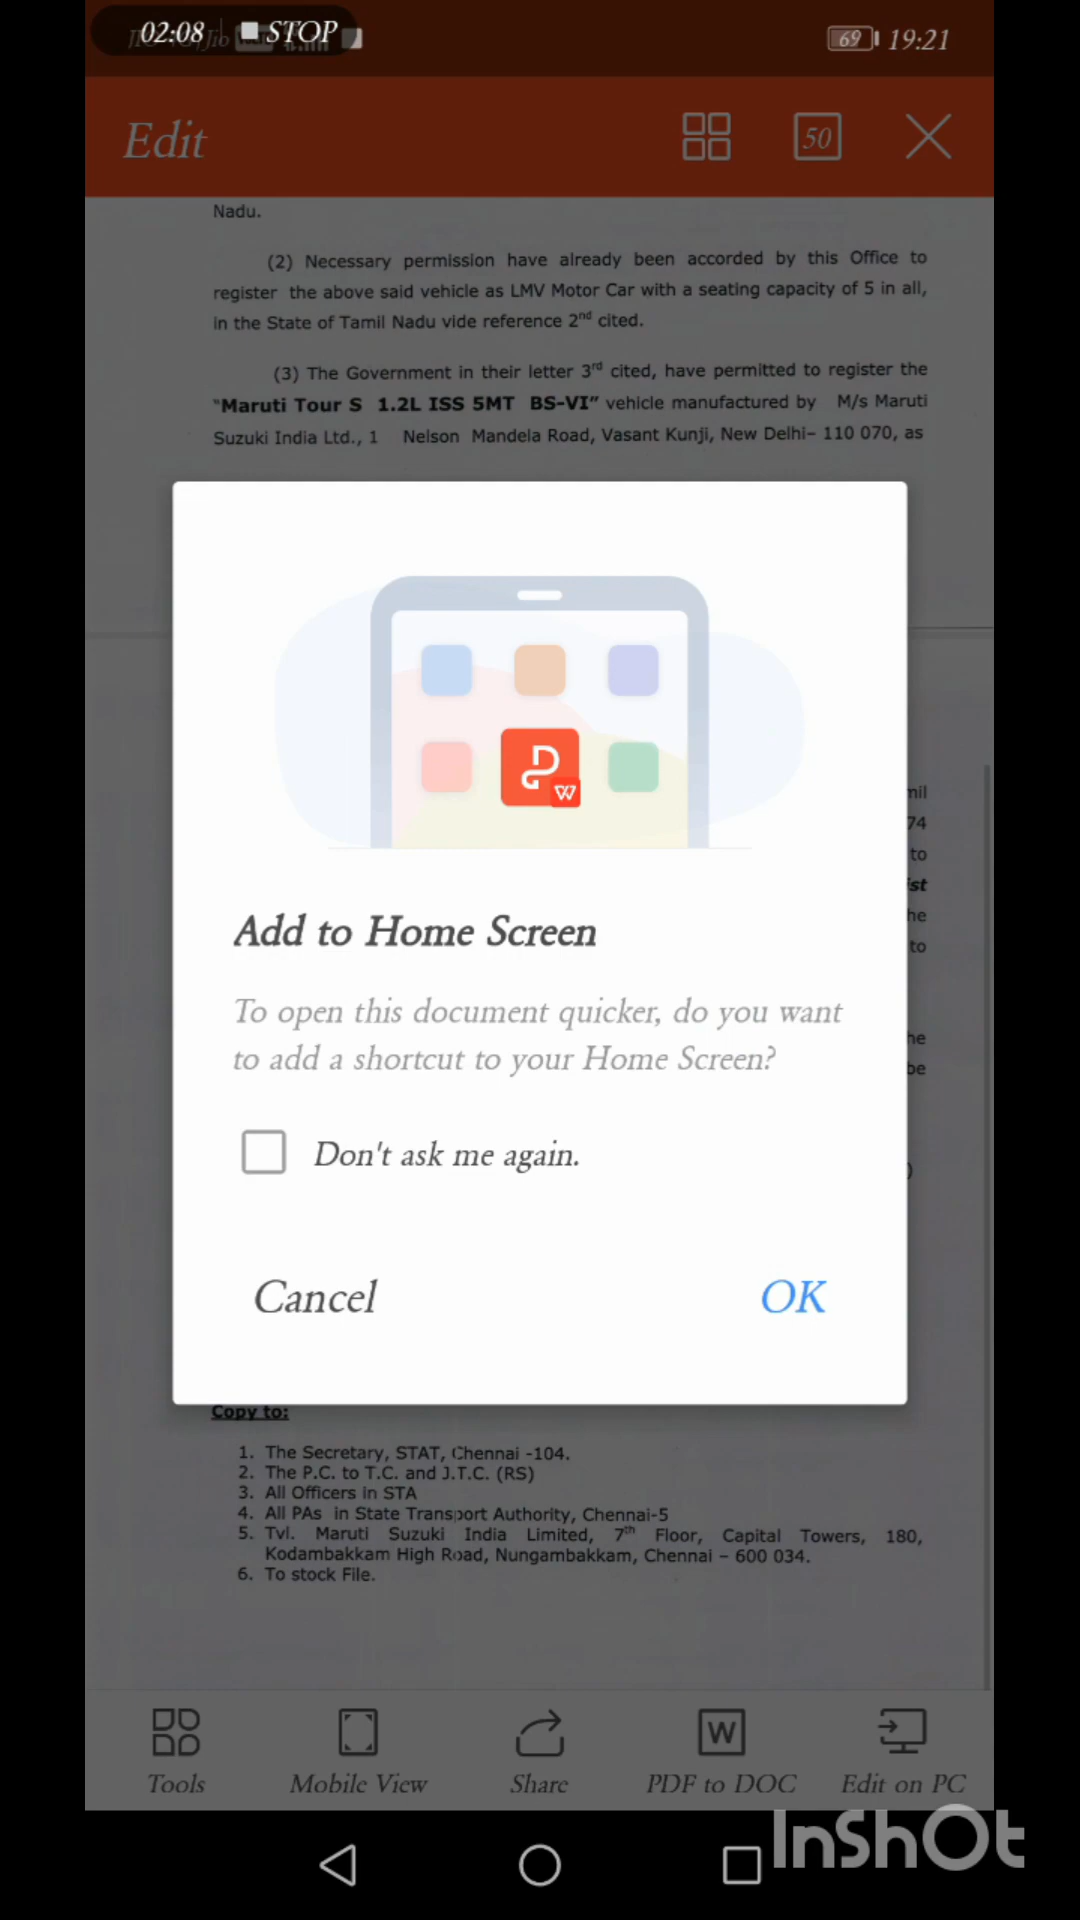 02:08 STOP
69 19:21
Edit
50
Nadu.
(2) Necessary permission have already been accorded by this Office to
register the above said vehicle as LMV Motor Car with a seating capacity of 5 in all,
in the State of Tamil Nadu vide reference 2nd cited.
(3) The Government in their letter 3rd cited, have permitted to register the
"Maruti Tour S 1.2L ISS 5MT BS-VI" vehicle manufactured by M/s Maruti
Suzuki India Ltd., 1 Nelson Mandela Road, Vasant Kunji, New Delhi– 110 070, as
74
to
to
be
Add to Home Screen
To open this document quicker, do you want
to add a shortcut to your Home Screen?
Don't ask me again.
Cancel OK
Copy to:
1. The Secretary, STAT, Chennai -104.
2. The P.C. to T.C. and J.T.C. (RS)
3. All Officers in STA
4. All PAs in State Transport Authority, Chennai-5
5. Tvl. Maruti Suzuki India Limited, 7th Floor, Capital Towers, 180,
Kodambakkam High Road, Nungambakkam, Chennai – 600 034.
6. To stock File.
Tools Mobile View Share PDF to DOC Edit on PC
InShOt